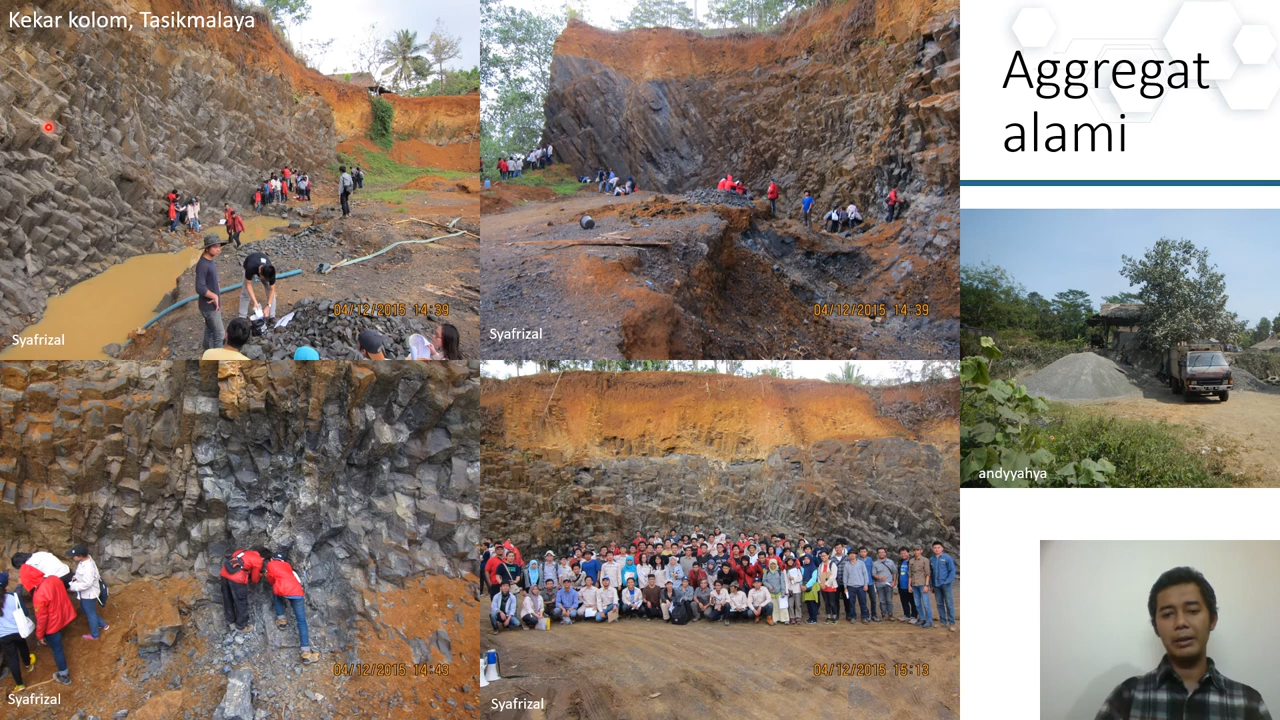 Kekar kolom, Tasikmalaya
04/12/2015 14:39
Syafrizal
04/12/2015 14:39
Syafrizal
04/12/2015 14:43
Syafrizal
04/12/2015 15:13
Syafrizal
Aggregat
alami
andyyahya